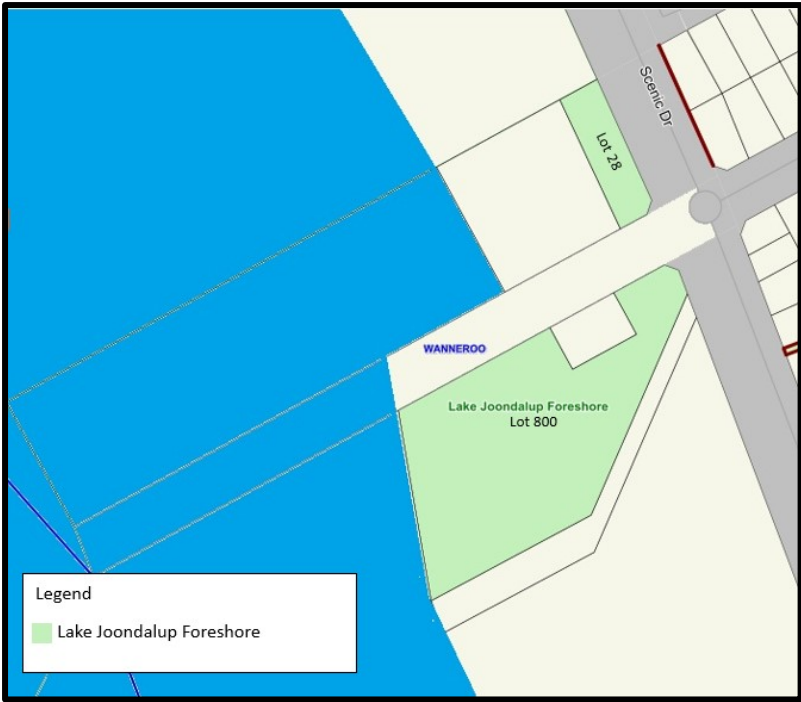 Scenic Dr
Lot 28
WANNEROO
Lake Joondalup Foreshore
Lot 800
Legend
Lake Joondalup Foreshore